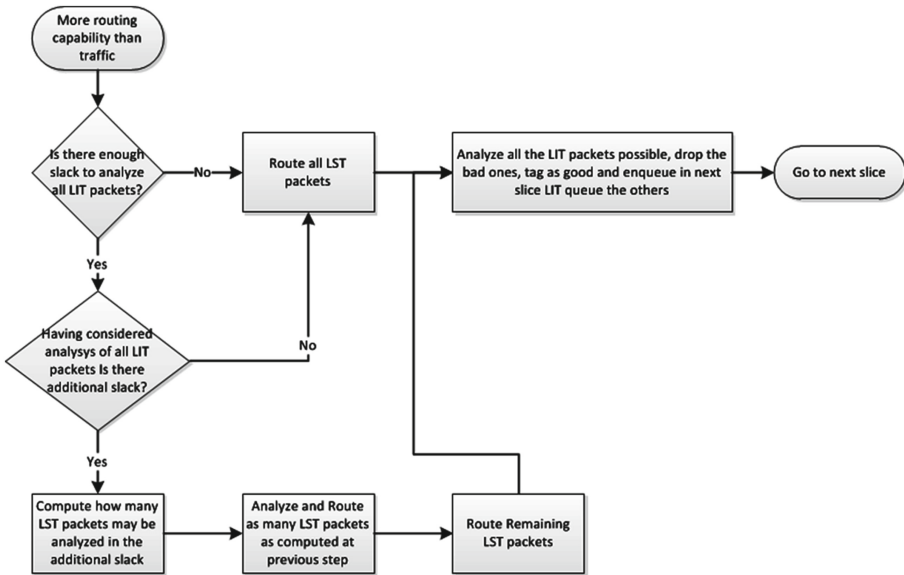 More routing
capability than
traffic
Is there enough
slack to analyze
all LIT packets?
No
Route all LST
packets
Analyze all the LIT packets possible, drop the
bad ones, tag as good and enqueue in next
slice LIT queue the others
Go to next slice
Yes
Having considered
analysys of all LIT
packets Is there
additional slack?
No
Yes
Compute how many
LST packets may be
analyzed in the
additional slack
Analyze and Route
as many LST packets
as computed at
previous step
Route Remaining
LST packets